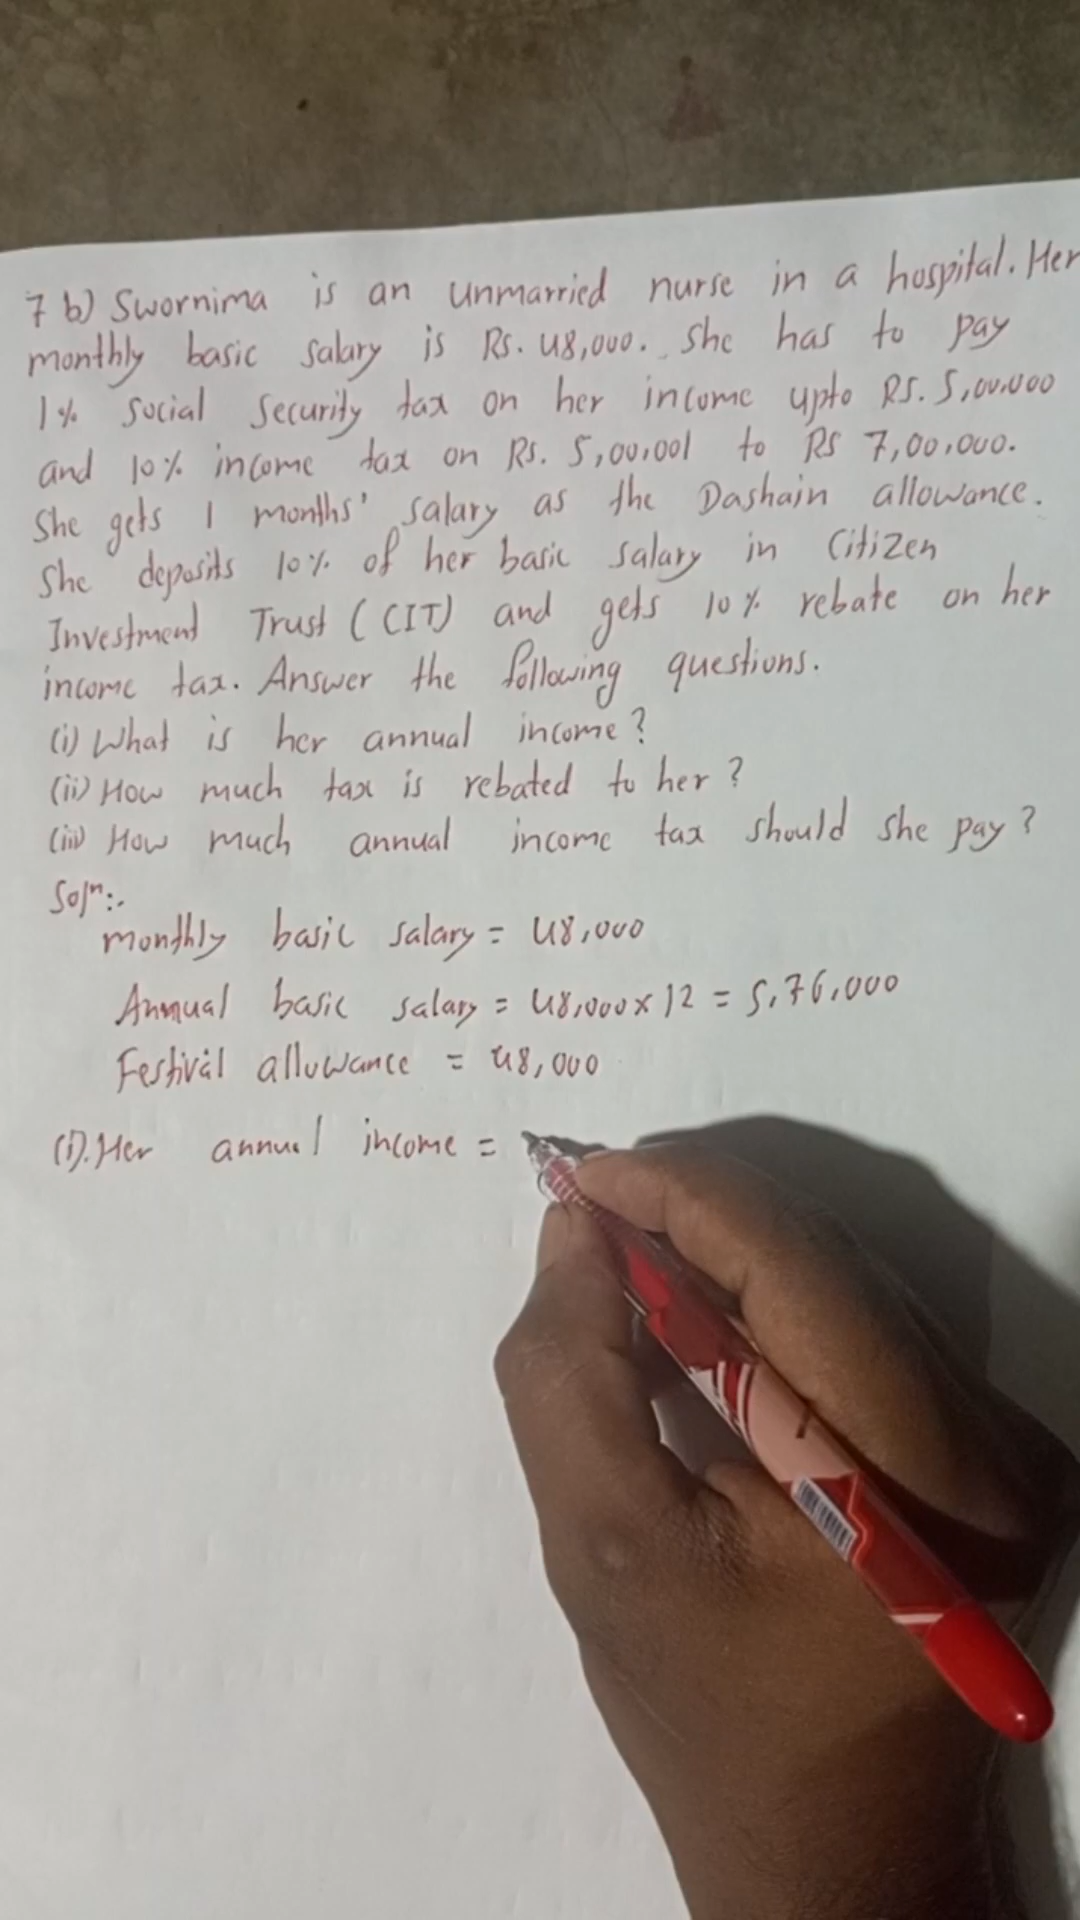 7 b) Swornima is an unmarried nurse in a hospital. Her
monthly basic salary is Rs. 48,000. She has to pay
1% Social Security tax on her income upto Rs. 5,00,000
and 10% income tax on Rs. 5,00,001 to Rs 7,00,000.
She gets 1 months' salary as the Dashain allowance.
She deposits 10% of her basic salary in Citizen
Investment Trust (CIT) and gets 10% rebate on her
income tax. Answer the following questions.
(i) What is her annual income?
(ii) How much tax is rebated to her?
(iii) How much annual income tax should she pay?
Solⁿ:-
monthly basic salary = 48,000
Annual basic salary = 48,000 x 12 = 5,76,000
Festival allowance = 48,000
(i). Her annual income =